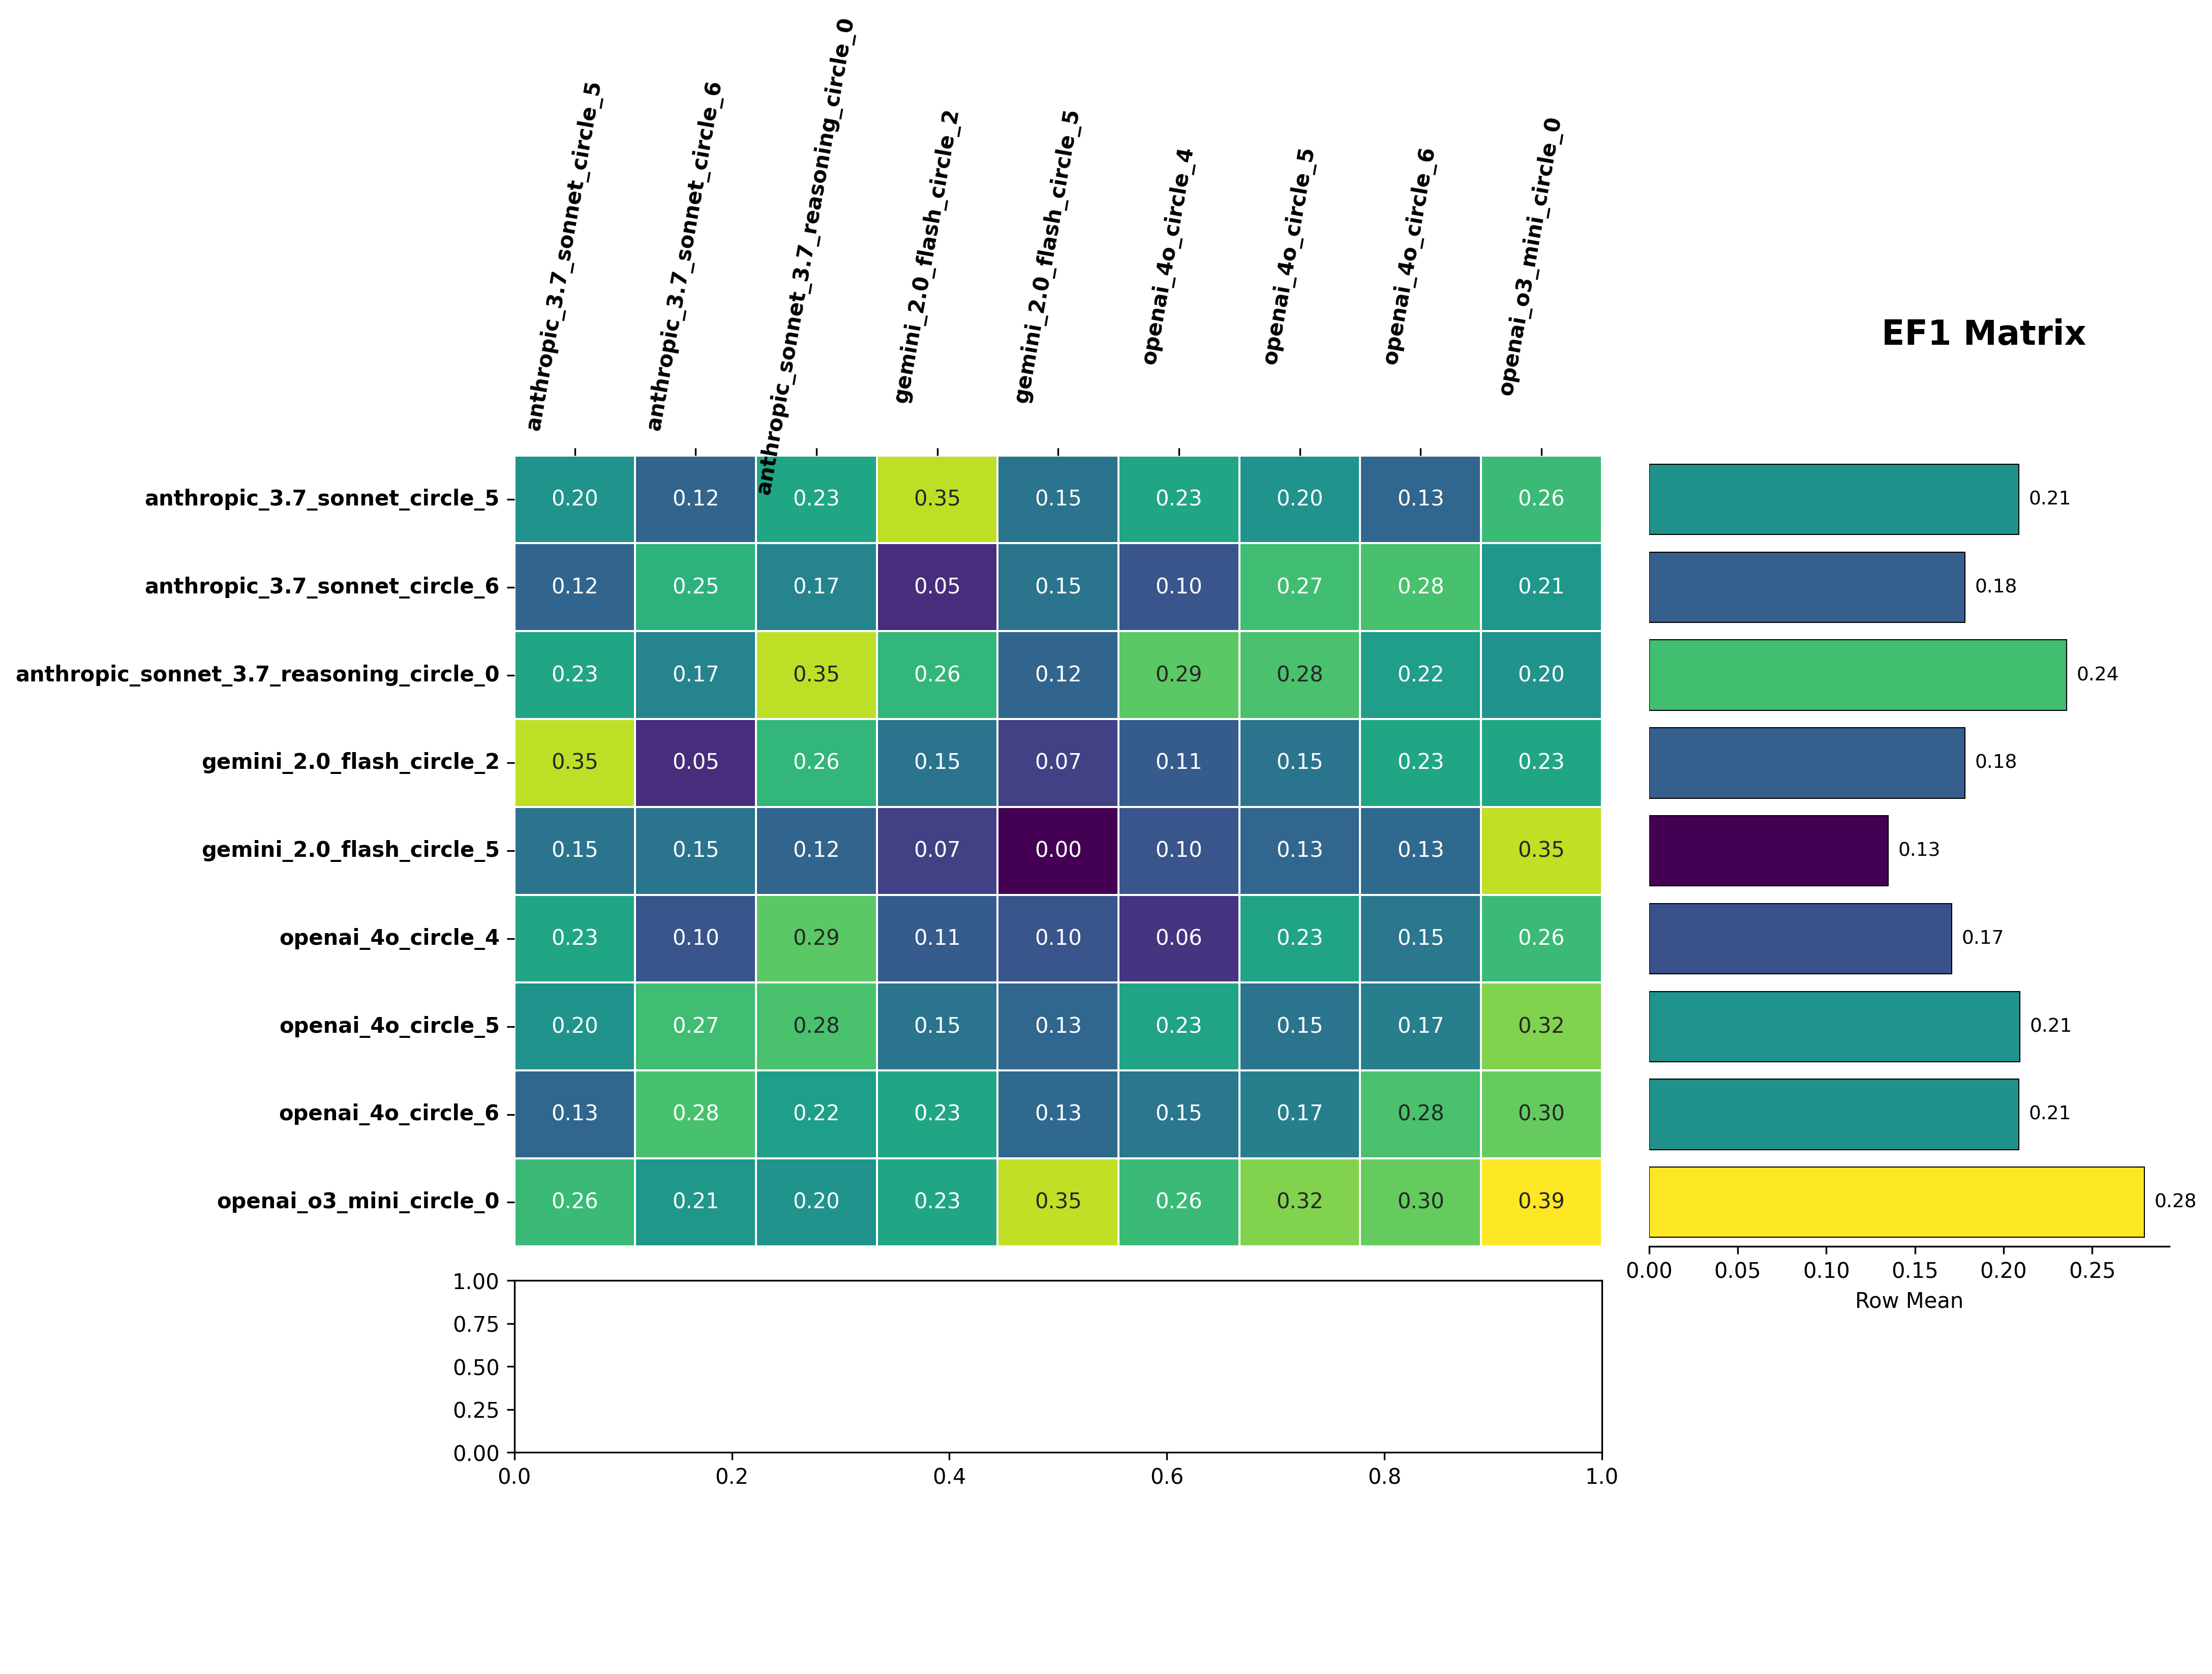 anthropic_3.7_sonnet_circle_5
anthropic_3.7_sonnet_circle_6
anthropic_sonnet_3.7_reasoning_circle_0
gemini_2.0_flash_circle_2
gemini_2.0_flash_circle_5
openai_4o_circle_4
openai_4o_circle_5
openai_4o_circle_6
openai_o3_mini_circle_0
EF1 Matrix
anthropic_3.7_sonnet_circle_5 0.20 0.12 0.23 0.35 0.15 0.23 0.20 0.13 0.26 0.21
anthropic_3.7_sonnet_circle_6 0.12 0.25 0.17 0.05 0.15 0.10 0.27 0.28 0.21 0.18
anthropic_sonnet_3.7_reasoning_circle_0 0.23 0.17 0.35 0.26 0.12 0.29 0.28 0.22 0.20 0.24
gemini_2.0_flash_circle_2 0.35 0.05 0.26 0.15 0.07 0.11 0.15 0.23 0.23 0.18
gemini_2.0_flash_circle_5 0.15 0.15 0.12 0.07 0.00 0.10 0.13 0.13 0.35 0.13
openai_4o_circle_4 0.23 0.10 0.29 0.11 0.10 0.06 0.23 0.15 0.26 0.17
openai_4o_circle_5 0.20 0.27 0.28 0.15 0.13 0.23 0.15 0.17 0.32 0.21
openai_4o_circle_6 0.13 0.28 0.22 0.23 0.13 0.15 0.17 0.28 0.30 0.21
openai_o3_mini_circle_0 0.26 0.21 0.20 0.23 0.35 0.26 0.32 0.30 0.39 0.28
0.00 0.05 0.10 0.15 0.20 0.25
Row Mean
1.00
0.75
0.50
0.25
0.00
0.0 0.2 0.4 0.6 0.8 1.0